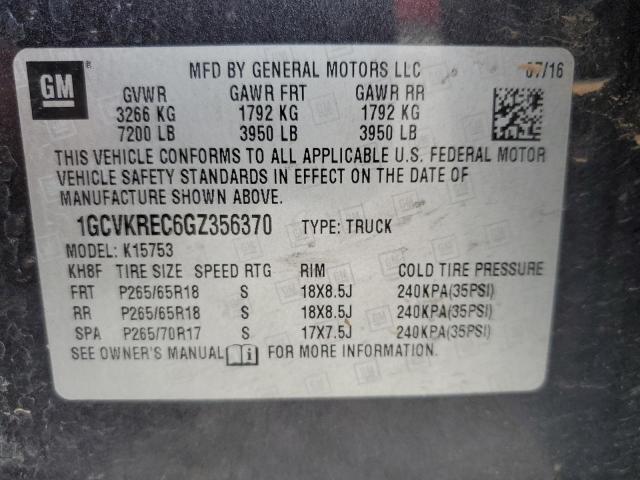 GM ®
MFD BY GENERAL MOTORS LLC 07/16
GVWR GAWR FRT GAWR RR
3266 KG 1792 KG 1792 KG
7200 LB 3950 LB 3950 LB
THIS VEHICLE CONFORMS TO ALL APPLICABLE U.S. FEDERAL MOTOR
VEHICLE SAFETY STANDARDS IN EFFECT ON THE DATE OF
MANUFACTURE SHOWN ABOVE.
1GCVKREC6GZ356370 TYPE: TRUCK
MODEL: K15753
KH8F TIRE SIZE SPEED RTG RIM COLD TIRE PRESSURE
FRT P265/65R18 S 18X8.5J 240KPA(35PSI)
RR P265/65R18 S 18X8.5J 240KPA(35PSI)
SPA P265/70R17 S 17X7.5J 240KPA(35PSI)
SEE OWNER'S MANUAL i FOR MORE INFORMATION.